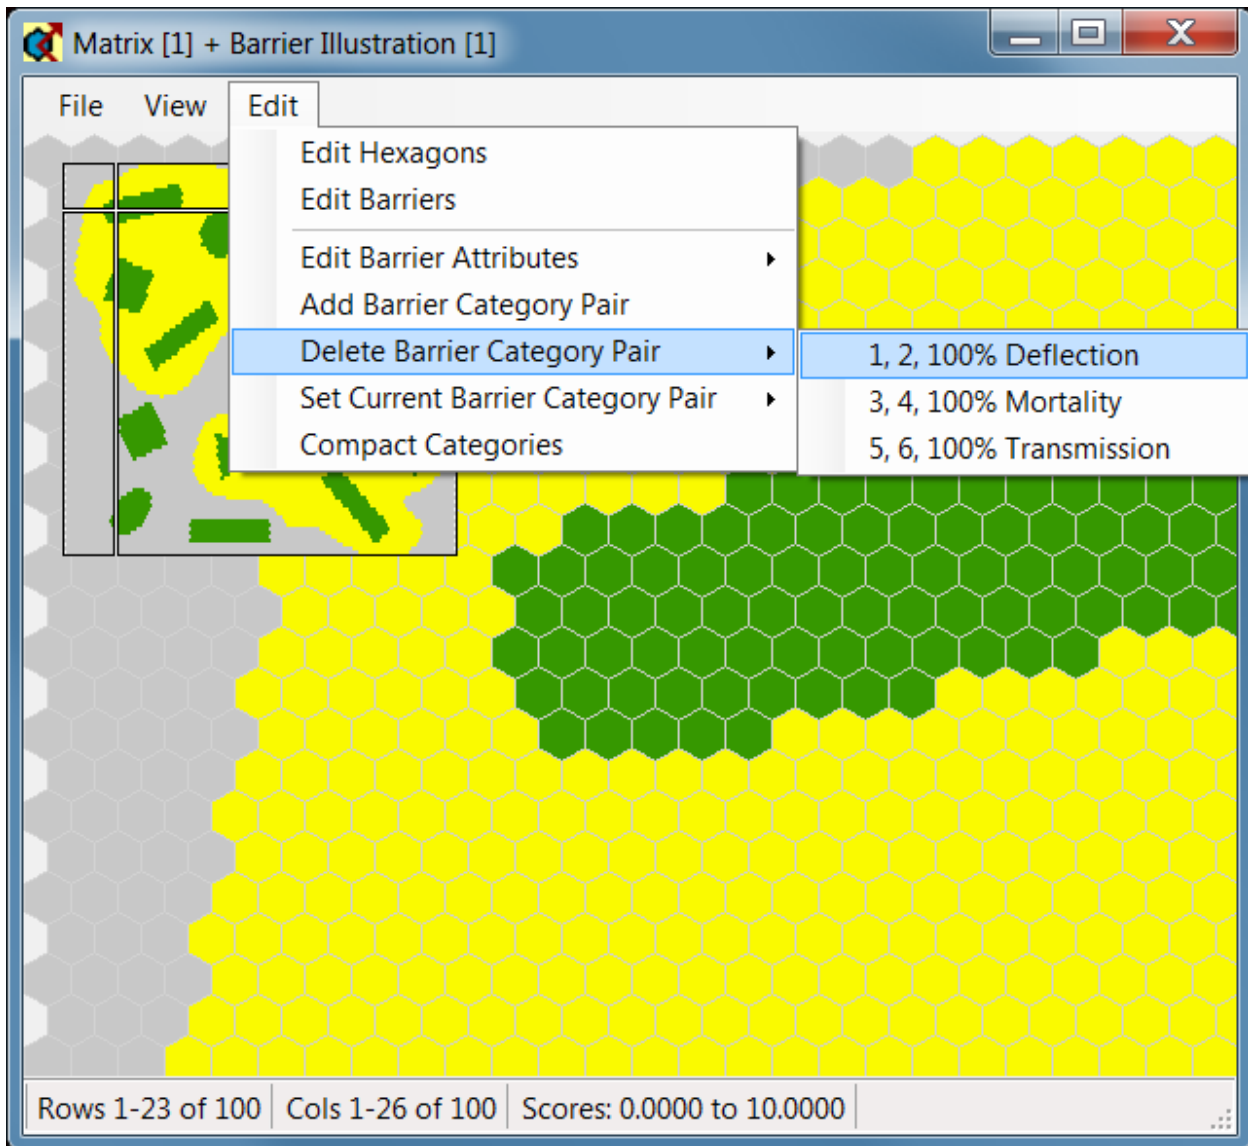 Matrix [1] + Barrier Illustration [1]
File View Edit
Edit Hexagons
Edit Barriers
Edit Barrier Attributes
Add Barrier Category Pair
Delete Barrier Category Pair
Set Current Barrier Category Pair
Compact Categories
1, 2, 100% Deflection
3, 4, 100% Mortality
5, 6, 100% Transmission
Rows 1-23 of 100 Cols 1-26 of 100 Scores: 0.0000 to 10.0000